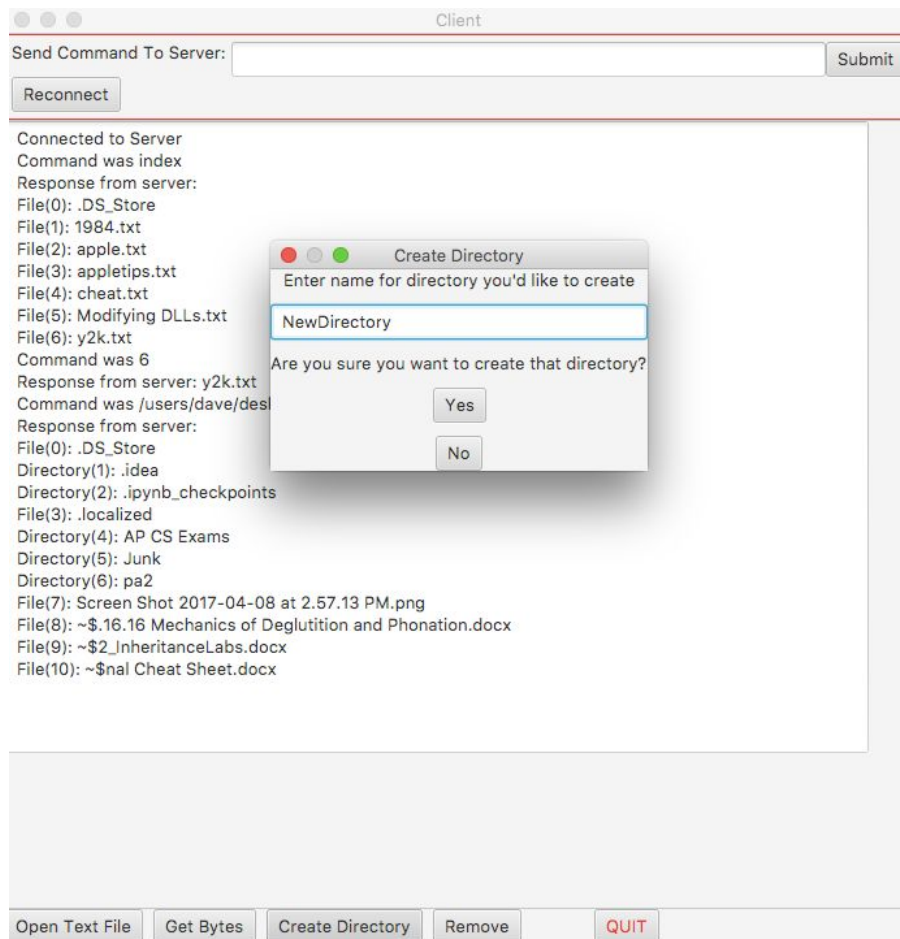 Client
Send Command To Server:
Submit
Reconnect
Connected to Server
Command was index
Response from server:
File(0): .DS_Store
File(1): 1984.txt
File(2): apple.txt
File(3): appletips.txt
File(4): cheat.txt
File(5): Modifying DLLs.txt
File(6): y2k.txt
Command was 6
Response from server: y2k.txt
Command was /users/dave/des
Response from server:
File(0): .DS_Store
Directory(1): .idea
Directory(2): .ipynb_checkpoints
File(3): .localized
Directory(4): AP CS Exams
Directory(5): Junk
Directory(6): pa2
File(7): Screen Shot 2017-04-08 at 2.57.13 PM.png
File(8): ~$.16.16 Mechanics of Deglutition and Phonation.docx
File(9): ~$2_InheritanceLabs.docx
File(10): ~$nal Cheat Sheet.docx
Create Directory
Enter name for directory you'd like to create
NewDirectory
Are you sure you want to create that directory?
Yes
No
Open Text File
Get Bytes
Create Directory
Remove
QUIT